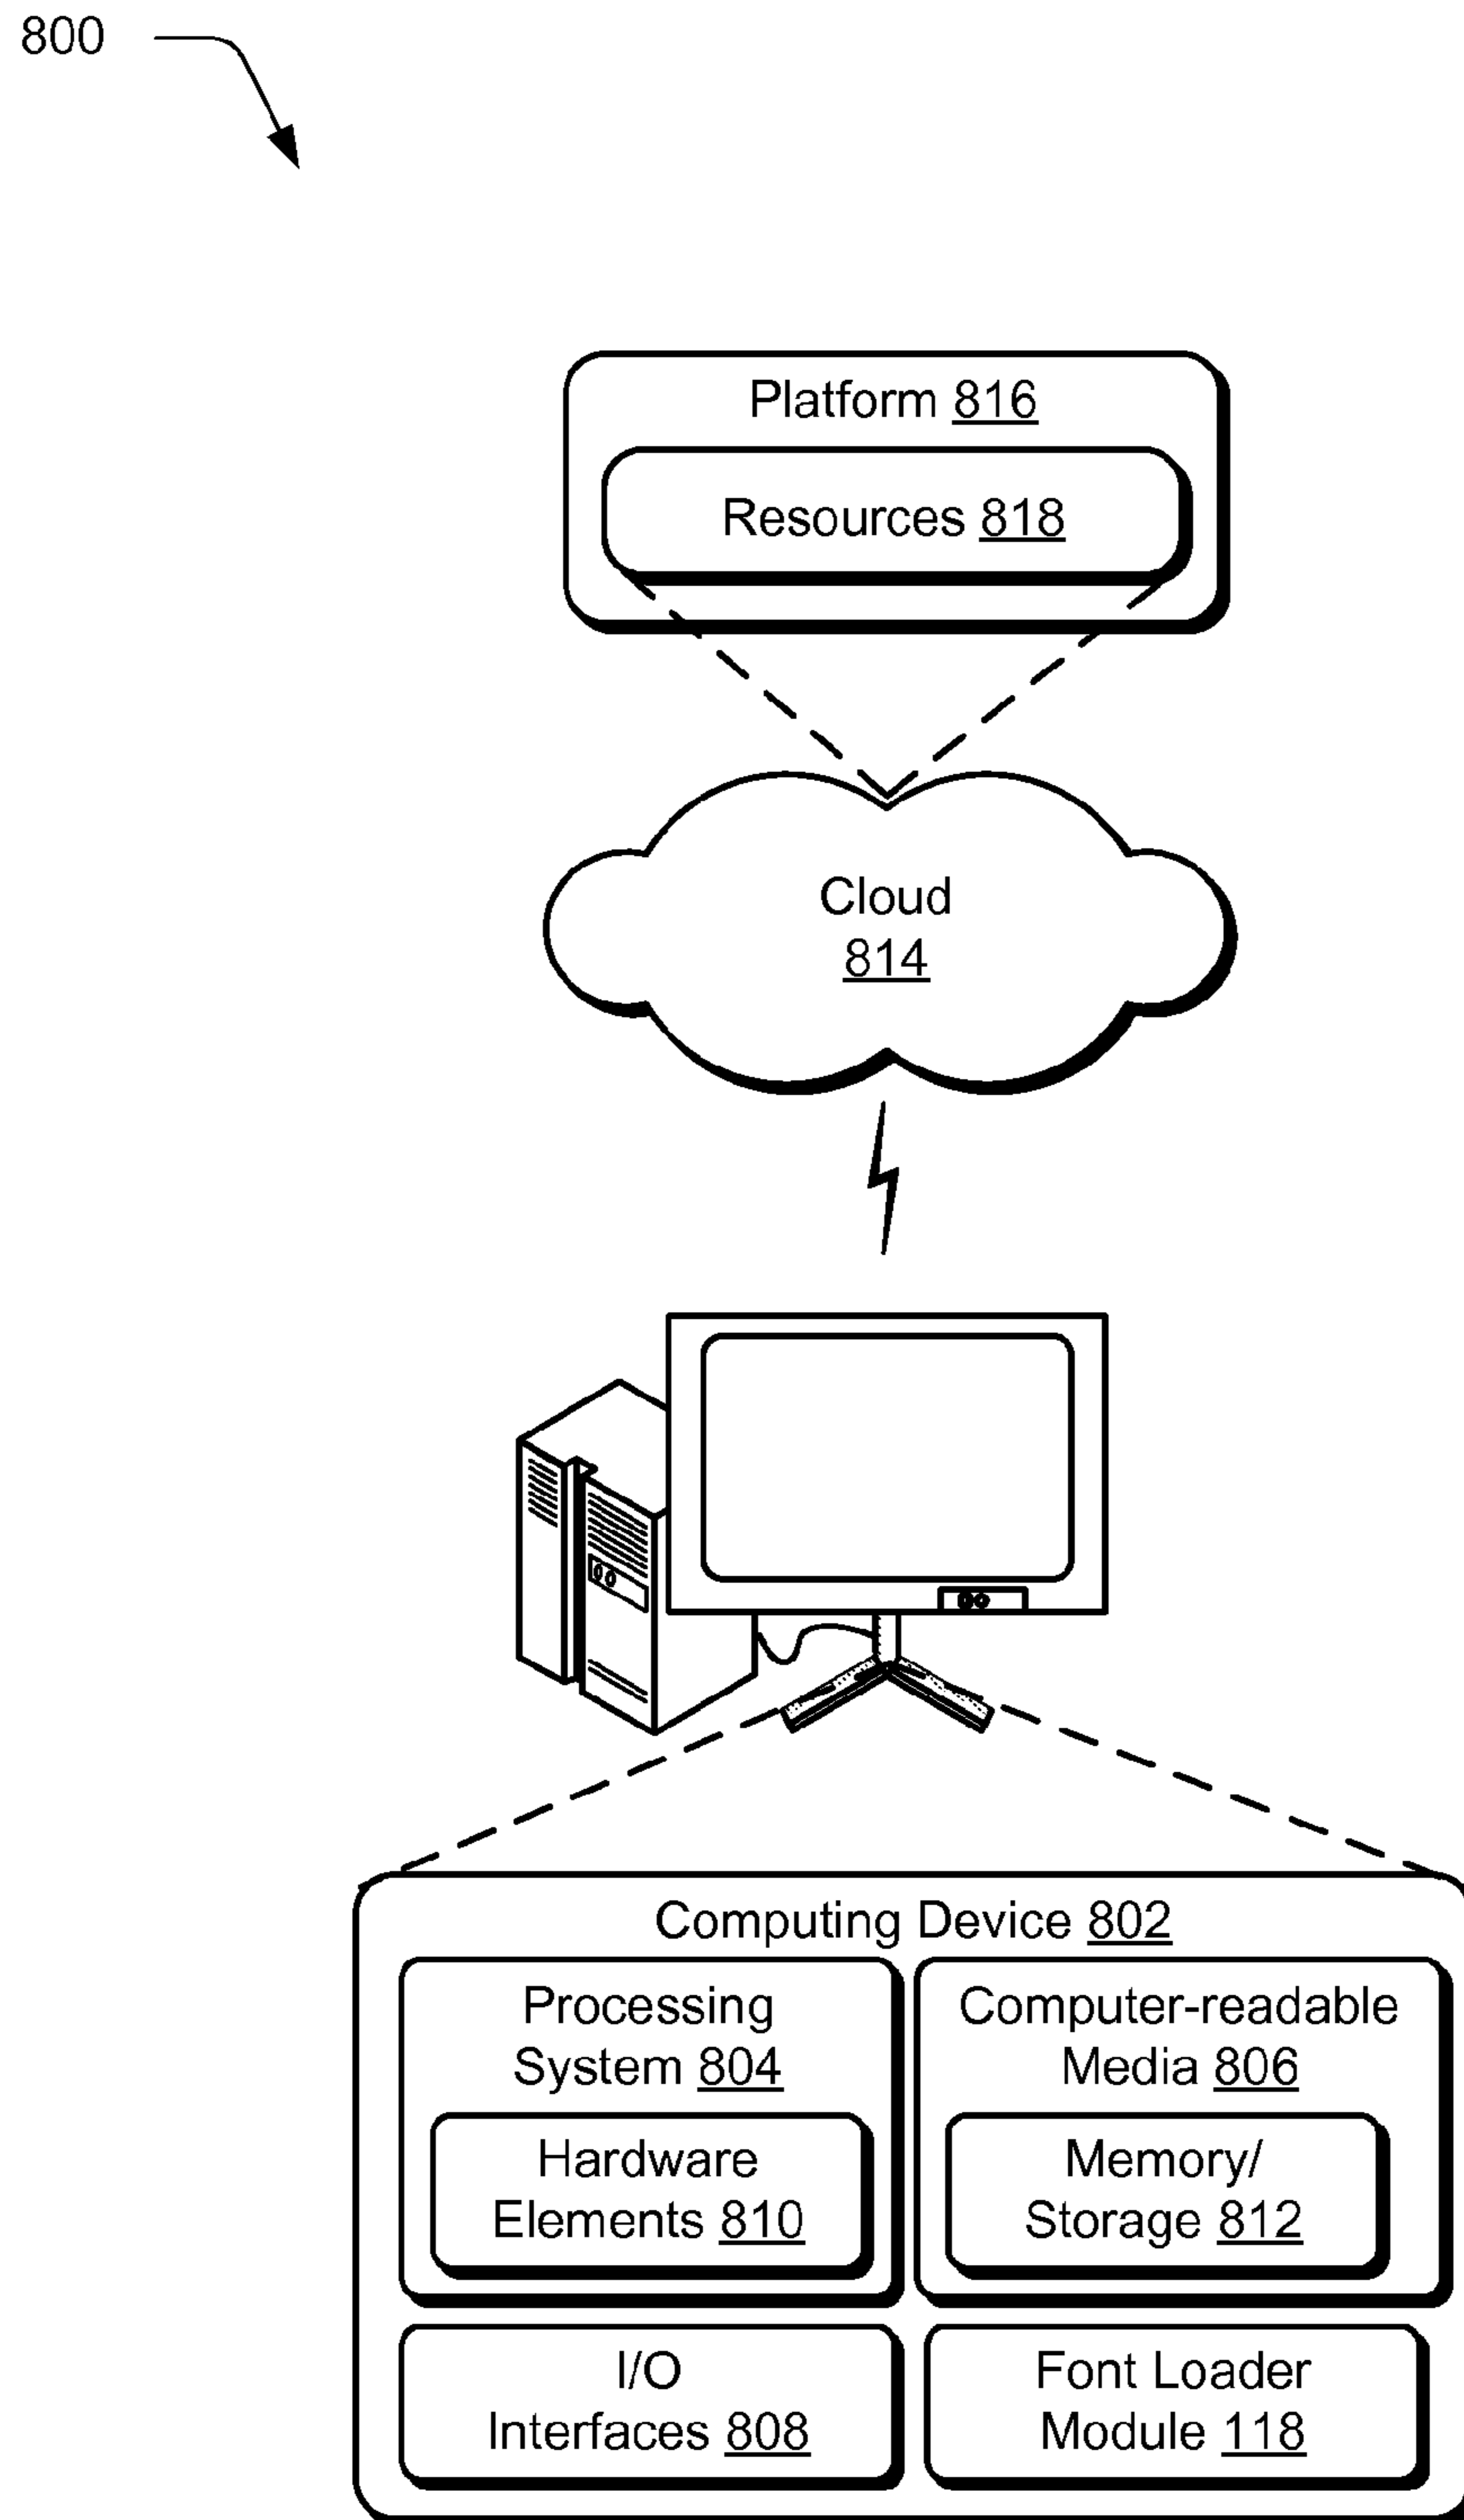 800
Platform 816
Resources 818
Cloud
814
Computing Device 802
Processing
System 804
Hardware
Elements 810
Computer-readable
Media 806
Memory/
Storage 812
I/O
Interfaces 808
Font Loader
Module 118